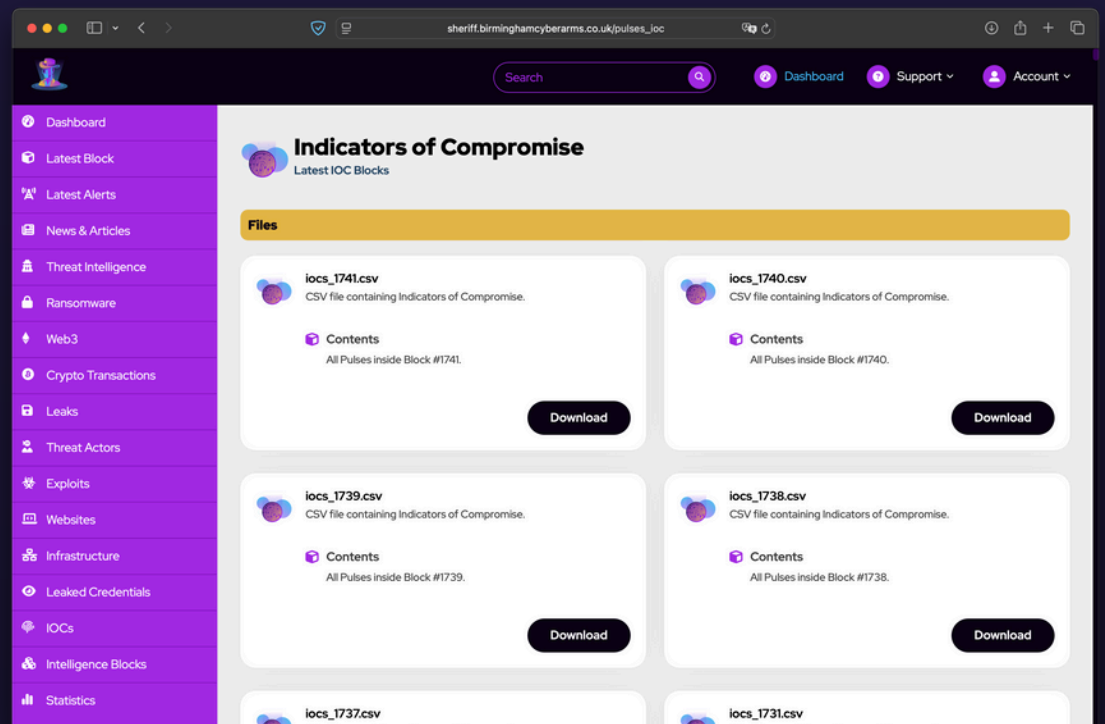 sheriff.birminghamcyberarms.co.uk/pulses_ioc
Search
Dashboard
Support
Account
Dashboard
Latest Block
Latest Alerts
News & Articles
Threat Intelligence
Ransomware
Web3
Crypto Transactions
Leaks
Threat Actors
Exploits
Websites
Infrastructure
Leaked Credentials
IOCs
Intelligence Blocks
Statistics
Indicators of Compromise
Latest IOC Blocks
Files
iocs_1741.csv
CSV file containing Indicators of Compromise.
Contents
All Pulses inside Block #1741.
Download
iocs_1740.csv
CSV file containing Indicators of Compromise.
Contents
All Pulses inside Block #1740.
Download
iocs_1739.csv
CSV file containing Indicators of Compromise.
Contents
All Pulses inside Block #1739.
Download
iocs_1738.csv
CSV file containing Indicators of Compromise.
Contents
All Pulses inside Block #1738.
Download
iocs_1737.csv
iocs_1731.csv